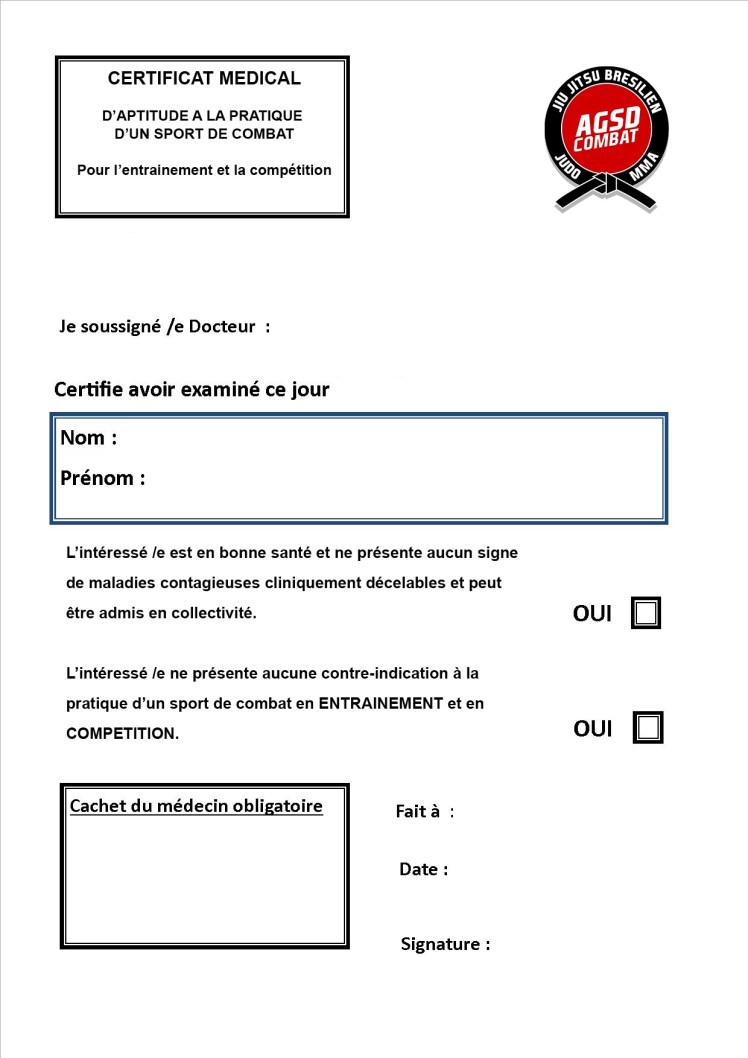 CERTIFICAT MEDICAL
D'APTITUDE A LA PRATIQUE
D'UN SPORT DE COMBAT
Pour l'entrainement et la compétition
JIU JITSU BRESILIEN
AGSD
COMBAT
JUDO
MMA
Je soussigné /e Docteur :
Certifie avoir examiné ce jour
Nom :
Prénom :
L'intéressé /e est en bonne santé et ne présente aucun signe
de maladies contagieuses cliniquement décelables et peut
être admis en collectivité.
OUI
L'intéressé /e ne présente aucune contre-indication à la
pratique d'un sport de combat en ENTRAINEMENT et en
COMPETITION.
OUI
Cachet du médecin obligatoire
Fait à :
Date :
Signature :